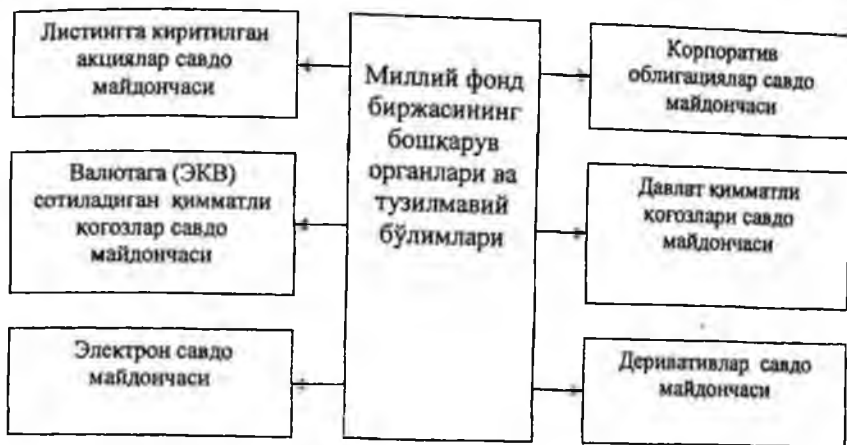 Листингга киритилган
акциялар савдо
майдончаси
Валютага (ЭКВ)
сотиладиган қимматли
қоғозлар савдо
майдончаси
Электрон савдо
майдончаси
Миллий фонд
биржасининг
бошқарув
органлари ва
тузилмавий
бўлимлари
Корпоратив
облигациялар савдо
майдончаси
Давлат қимматли
қоғозлари савдо
майдончаси
Деривативлар савдо
майдончаси